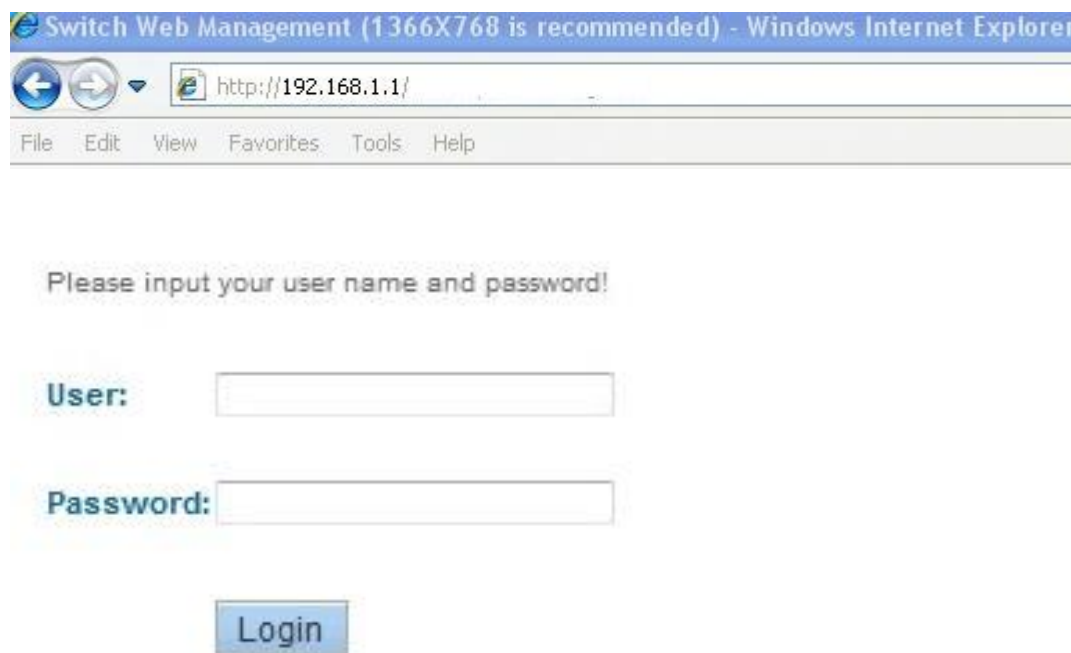 Switch Web Management (1366X768 is recommended) - Windows Internet Explorer
http://192.168.1.1/
File Edit View Favorites Tools Help
Please input your user name and password!
User:
Password:
Login